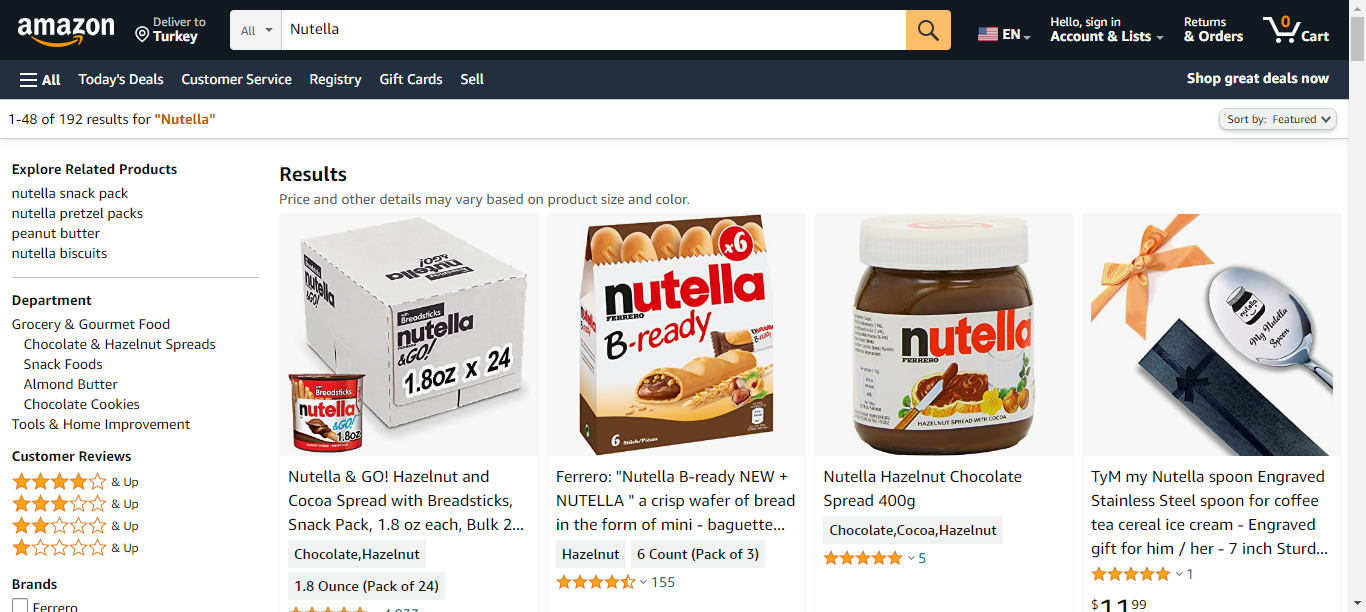 amazon
Deliver to
Turkey
All
Nutella
EN
Hello, sign in
Account & Lists
Returns
& Orders
0
Cart
All
Today's Deals
Customer Service
Registry
Gift Cards
Sell
Shop great deals now
1-48 of 192 results for "Nutella"
Sort by: Featured
Explore Related Products
nutella snack pack
nutella pretzel packs
peanut butter
nutella biscuits
Department
Grocery & Gourmet Food
Chocolate & Hazelnut Spreads
Snack Foods
Almond Butter
Chocolate Cookies
Tools & Home Improvement
Customer Reviews
& Up
& Up
& Up
& Up
Brands
Ferrero
Results
Price and other details may vary based on product size and color.
nutella
&GO!
nutella
&GO!
Breadsticks
nutella
&GO!
1.8oz x 24
Breadsticks
nutella
&GO!
1.8oz
Nutella & GO! Hazelnut and
Cocoa Spread with Breadsticks,
Snack Pack, 1.8 oz each, Bulk 2...
Chocolate,Hazelnut
1.8 Ounce (Pack of 24)
x6
nutella
FERRERO
B-ready
nutella
B-ready
6 Stück/Pièces
Ferrero: "Nutella B-ready NEW +
NUTELLA " a crisp wafer of bread
in the form of mini - baguette...
Hazelnut
6 Count (Pack of 3)
155
nutella
FERRERO
HAZELNUT SPREAD WITH COCOA
Nutella Hazelnut Chocolate
Spread 400g
Chocolate,Cocoa,Hazelnut
5
nutella
My Nutella
Spoon
TyM my Nutella spoon Engraved
Stainless Steel spoon for coffee
tea cereal ice cream - Engraved
gift for him / her - 7 inch Sturd...
1
$1199